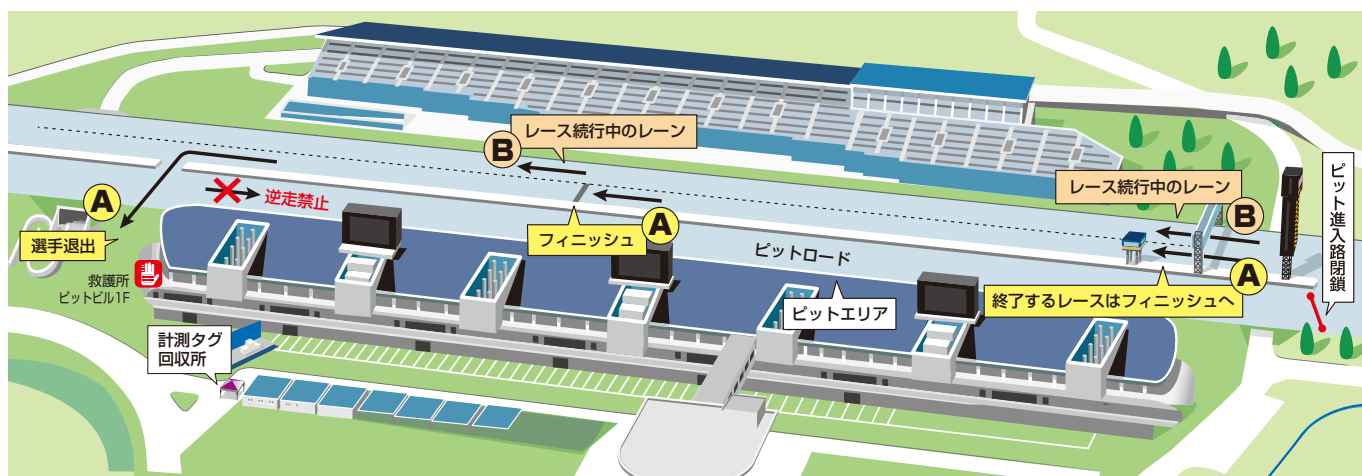 レース続行中のレーン
B
レース続行中のレーン
B
ピット進入路閉鎖
A
選手退出
逆走禁止
フィニッシュ
A
ピットロード
A
終了するレースはフィニッシュへ
救護所
ピットビル1F
ピットエリア
計測タグ
回収所